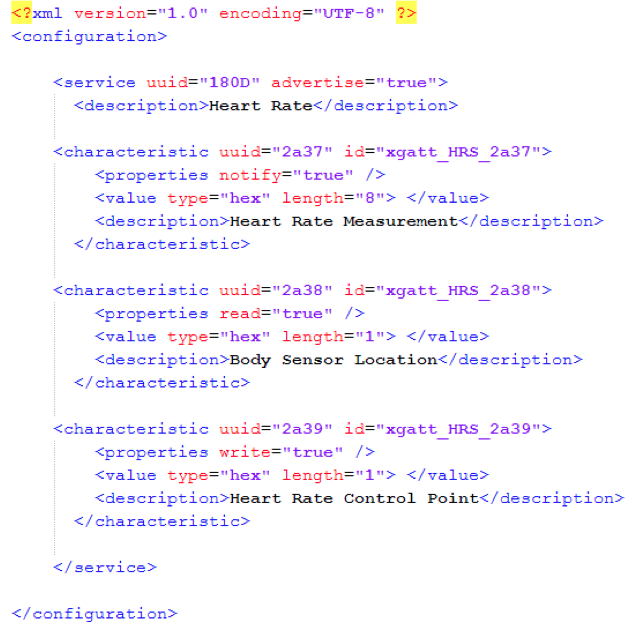 <?xml version="1.0" encoding="UTF-8" ?>
<configuration>
<service uuid="180D" advertise="true">
<description>Heart Rate</description>
<characteristic uuid="2a37" id="xgatt_HRS_2a37">
<properties notify="true" />
<value type="hex" length="8"> </value>
<description>Heart Rate Measurement</description>
</characteristic>
<characteristic uuid="2a38" id="xgatt_HRS_2a38">
<properties read="true" />
<value type="hex" length="1"> </value>
<description>Body Sensor Location</description>
</characteristic>
<characteristic uuid="2a39" id="xgatt_HRS_2a39">
<properties write="true" />
<value type="hex" length="1"> </value>
<description>Heart Rate Control Point</description>
</characteristic>
</service>
</configuration>